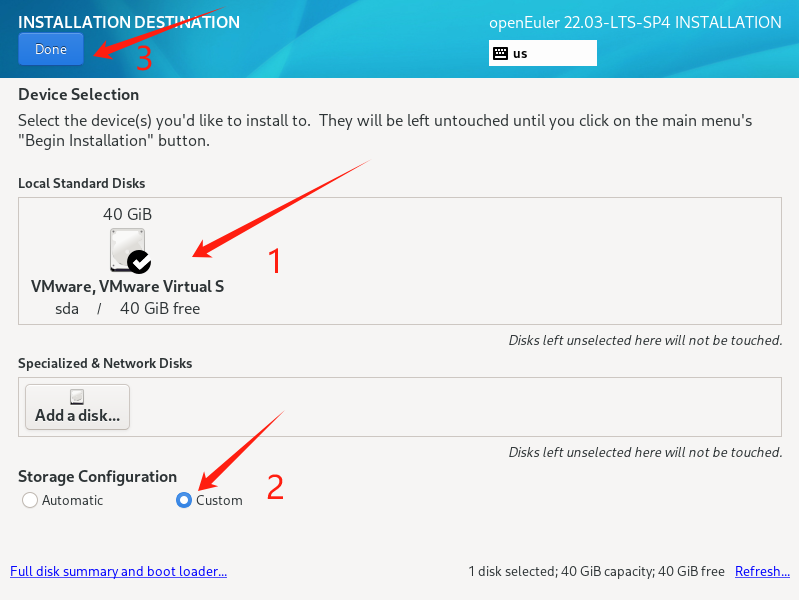 INSTALLATION DESTINATION
openEuler 22.03-LTS-SP4 INSTALLATION
Done
3
us
Device Selection
Select the device(s) you'd like to install to.  They will be left untouched until you click on the main menu's
"Begin Installation" button.
Local Standard Disks
40 GiB
1
VMware, VMware Virtual S
sda / 40 GiB free
Disks left unselected here will not be touched.
Specialized & Network Disks
Add a disk...
Disks left unselected here will not be touched.
Storage Configuration
2
Automatic Custom
Full disk summary and boot loader...
1 disk selected; 40 GiB capacity; 40 GiB free Refresh...